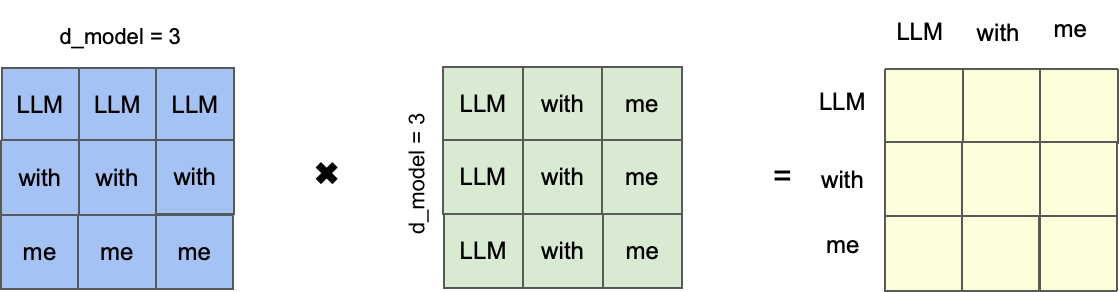 d_model = 3
LLM LLM LLM
with with with
me me me
✖
d_model = 3
LLM with me
LLM with me
LLM with me
=
LLM with me
LLM
with
me